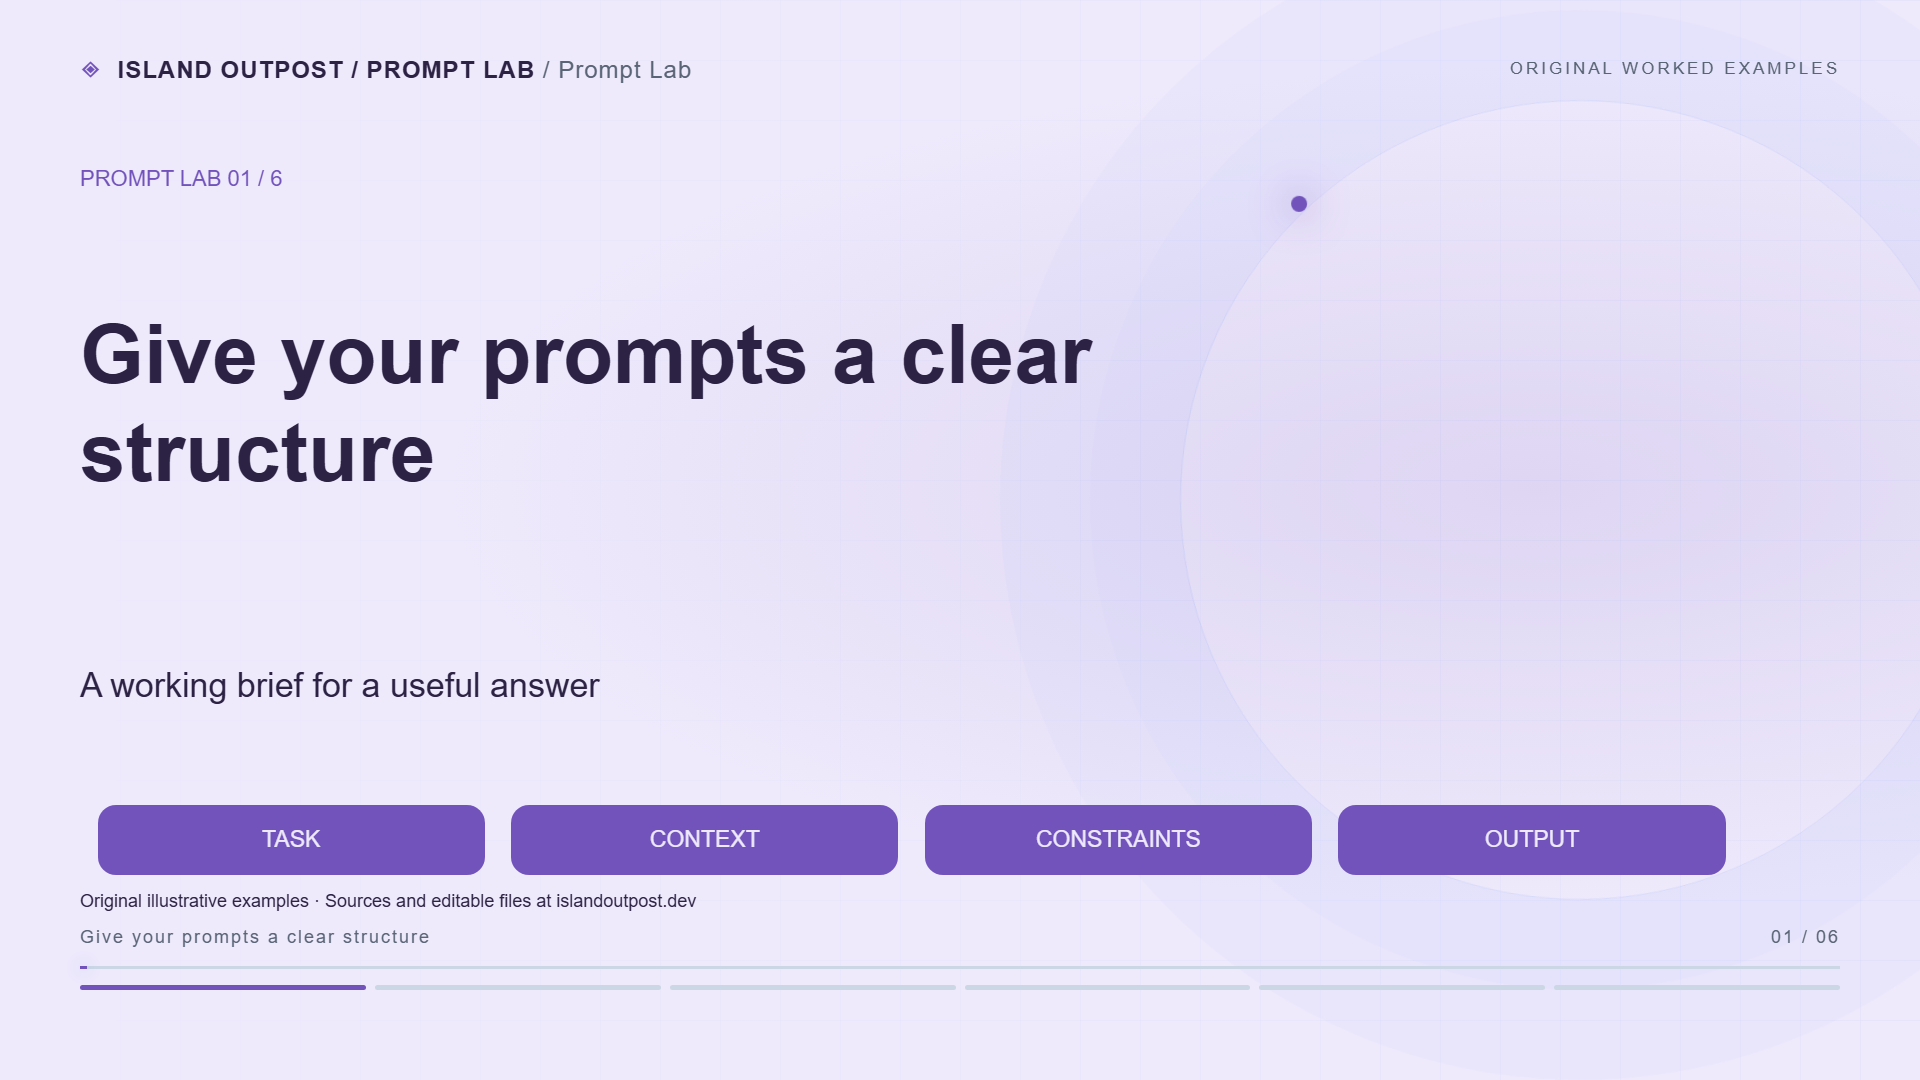 ISLAND OUTPOST / PROMPT LAB / Prompt Lab
ORIGINAL WORKED EXAMPLES
PROMPT LAB 01 / 6
Give your prompts a clear
structure
A working brief for a useful answer
TASK
CONTEXT
CONSTRAINTS
OUTPUT
Original illustrative examples · Sources and editable files at islandoutpost.dev
Give your prompts a clear structure
01 / 06